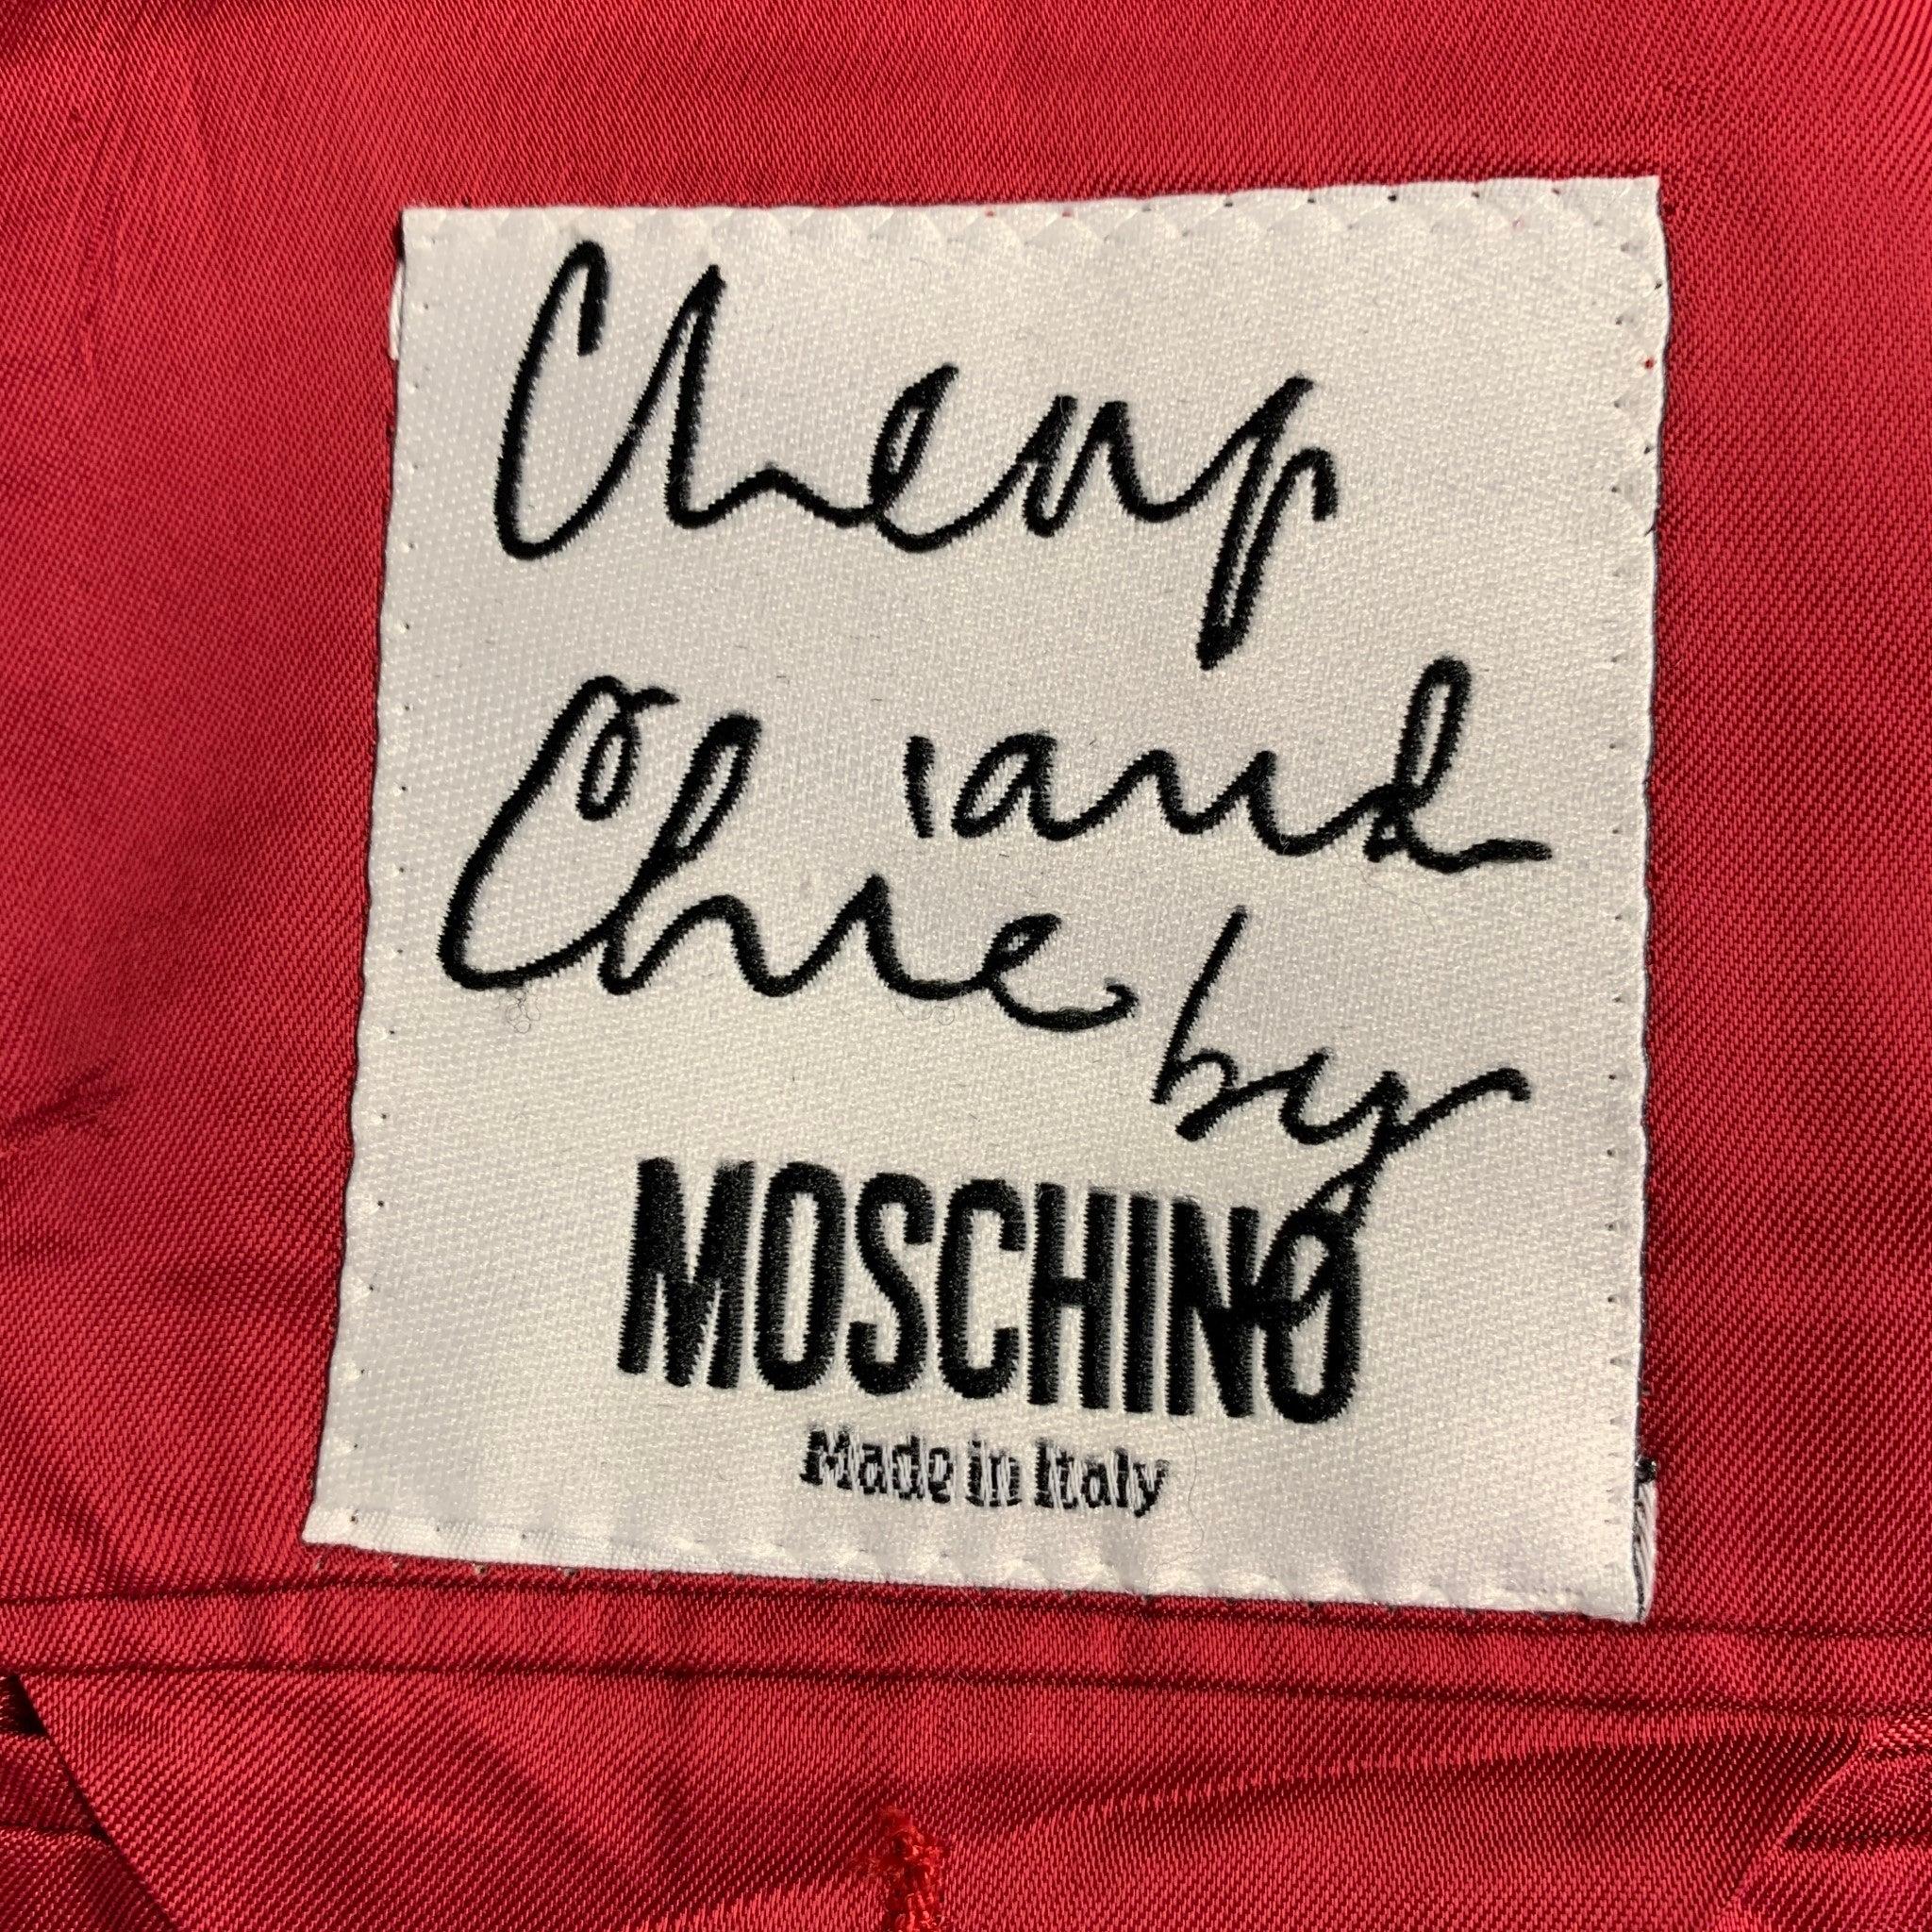 Cheap
and
Chic by
MOSCHINO
Made in Italy